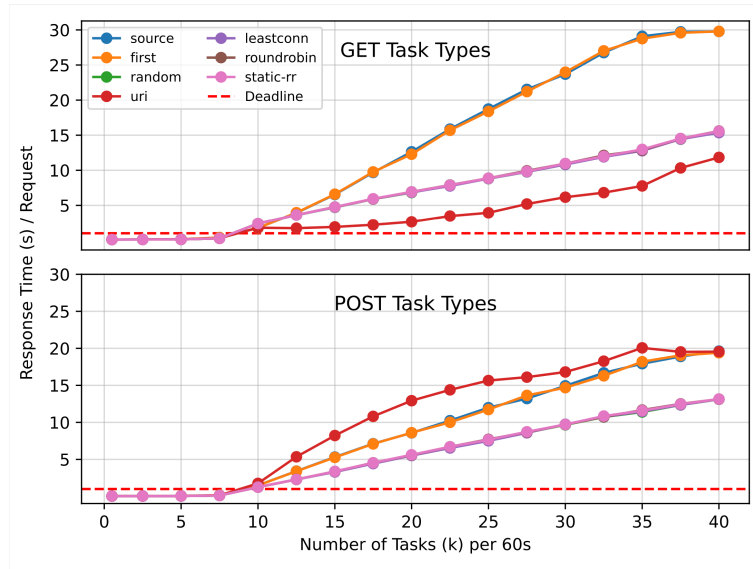 GET Task Types
source
first
random
uri
leastconn
roundrobin
static-rr
Deadline
30
25
20
15
10
5
Response Time (s) / Request
POST Task Types
30
25
20
15
10
5
0 5 10 15 20 25 30 35 40
Number of Tasks (k) per 60s